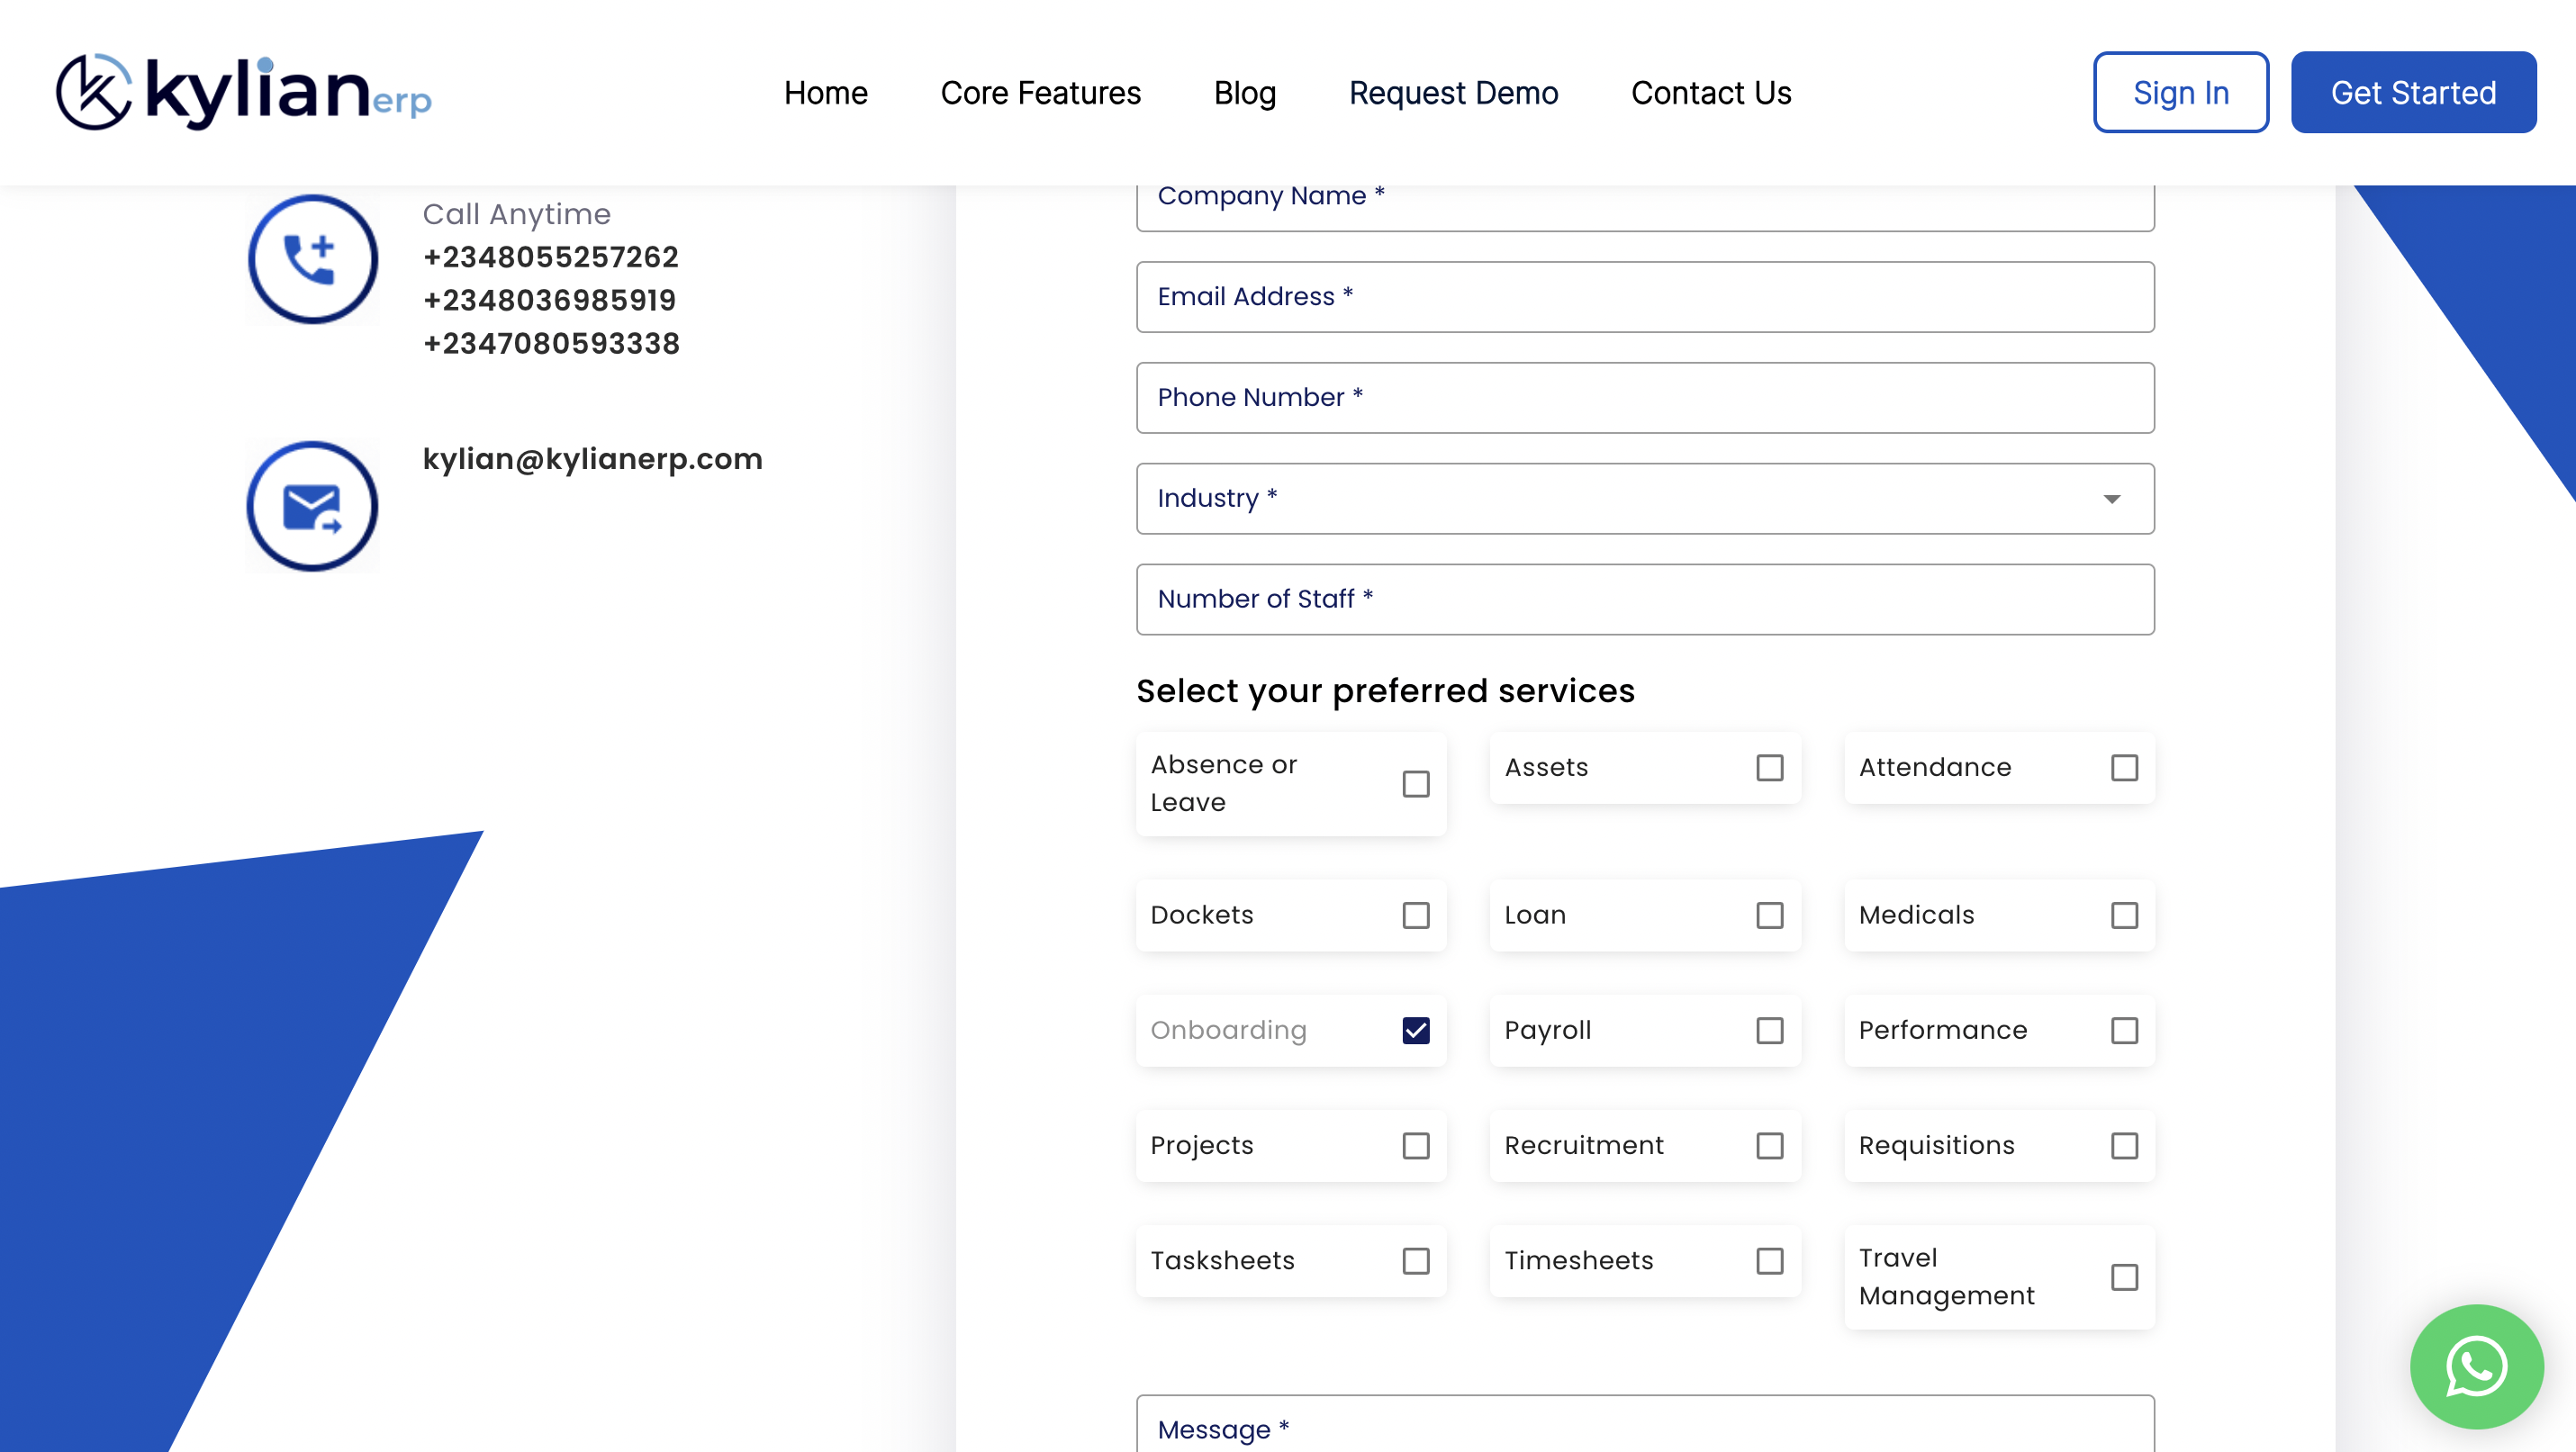 kylianerp
Home
Core Features
Blog
Request Demo
Contact Us
Sign In
Get Started
Call Anytime
+2348055257262
+2348036985919
+2347080593338
kylian@kylianerp.com
Company Name *
Email Address *
Phone Number *
Industry *
Number of Staff *
Select your preferred services
Absence or
Leave
Assets
Attendance
Dockets
Loan
Medicals
Onboarding
Payroll
Performance
Projects
Recruitment
Requisitions
Tasksheets
Timesheets
Travel
Management
Message *